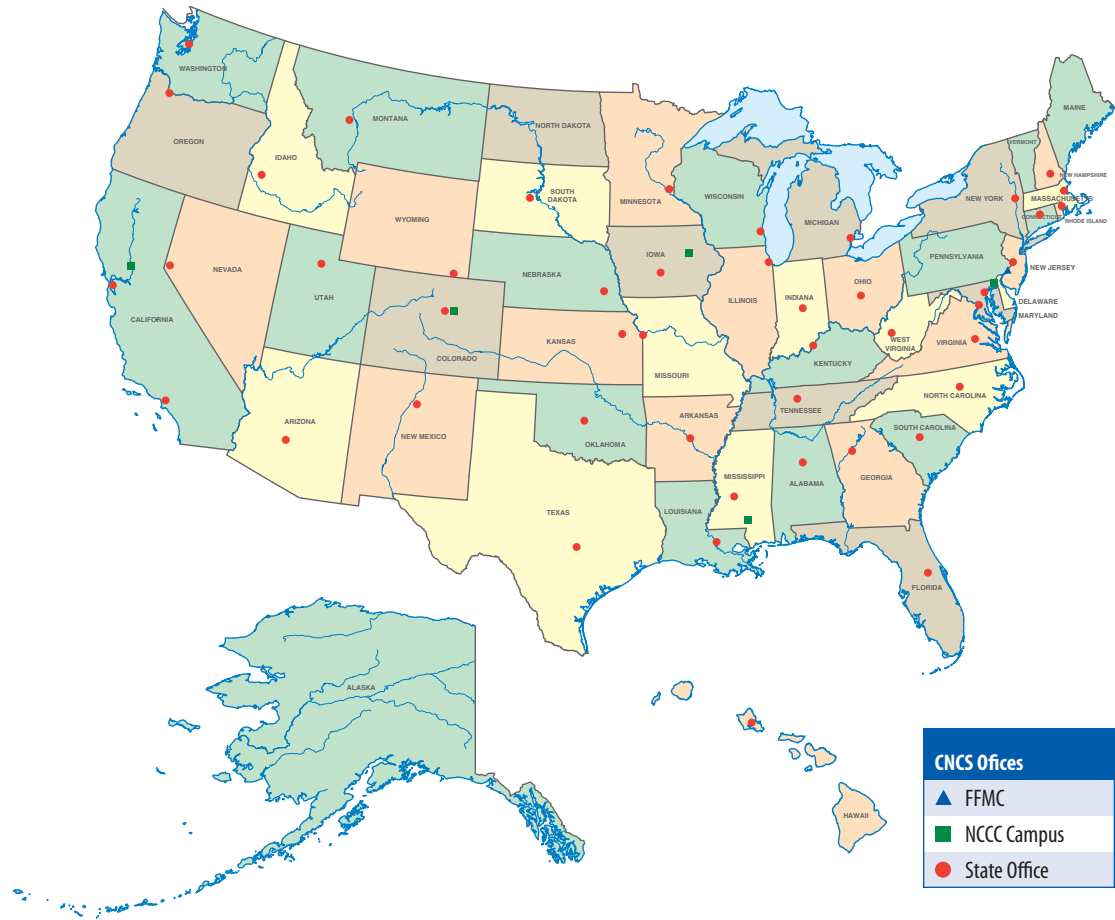 WASHINGTON
MONTANA
NORTH DAKOTA
MAINE
VERMONT
OREGON
IDAHO
NEW HAMPSHIRE
SOUTH
DAKOTA
MINNESOTA
WISCONSIN
MICHIGAN
NEW YORK
MASSACHUSETTS
CONNECTICUT
RHODE ISLAND
WYOMING
IOWA
PENNSYLVANIA
NEW JERSEY
NEVADA
NEBRASKA
UTAH
ILLINOIS
INDIANA
OHIO
DELAWARE
MARYLAND
CALIFORNIA
COLORADO
KANSAS
MISSOURI
KENTUCKY
WEST
VIRGINIA
VIRGINIA
NORTH CAROLINA
ARIZONA
NEW MEXICO
OKLAHOMA
ARKANSAS
TENNESSEE
SOUTH CAROLINA
MISSISSIPPI
ALABAMA
GEORGIA
TEXAS
LOUISIANA
FLORIDA
ALASKA
HAWAII
CNCS Ofices
FFMC
NCCC Campus
State Office